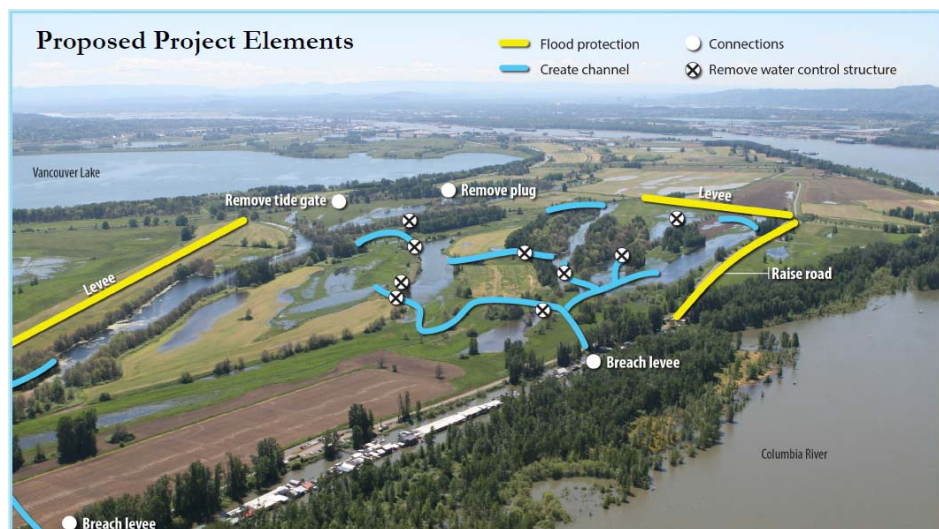 Proposed Project Elements
Flood protection
Connections
Create channel
Remove water control structure
Vancouver Lake
Remove tide gate
Remove plug
Levee
Levee
Raise road
Breach levee
Columbia River
Breach levee